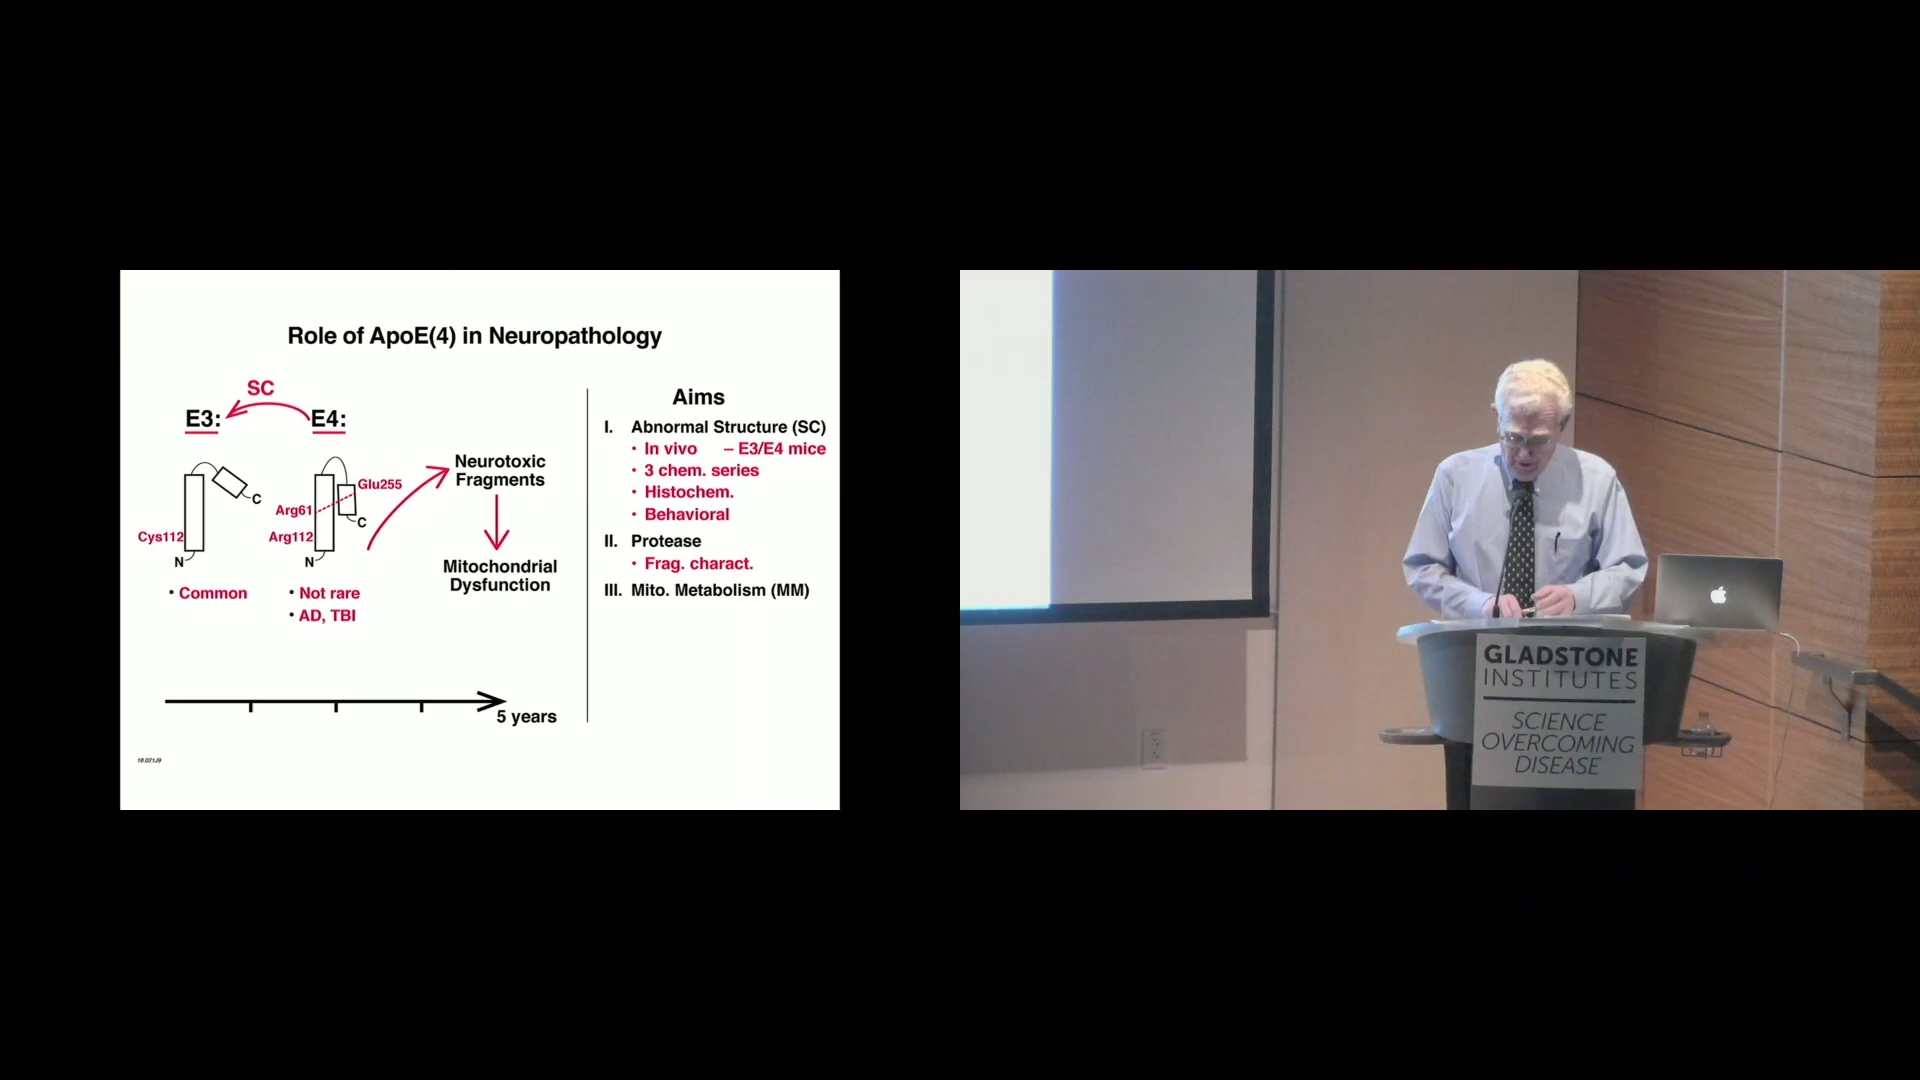 Role of ApoE(4) in Neuropathology
SC
E3:
E4:
Cys112
N
C
• Common
Glu255
Arg61
Arg112
C
N
• Not rare
• AD, TBI
Neurotoxic
Fragments
Mitochondrial
Dysfunction
5 years
18.021J9
Aims
I. Abnormal Structure (SC)
• In vivo – E3/E4 mice
• 3 chem. series
• Histochem.
• Behavioral
II. Protease
• Frag. charact.
III. Mito. Metabolism (MM)
GLADSTONE
INSTITUTES
SCIENCE
OVERCOMING
DISEASE